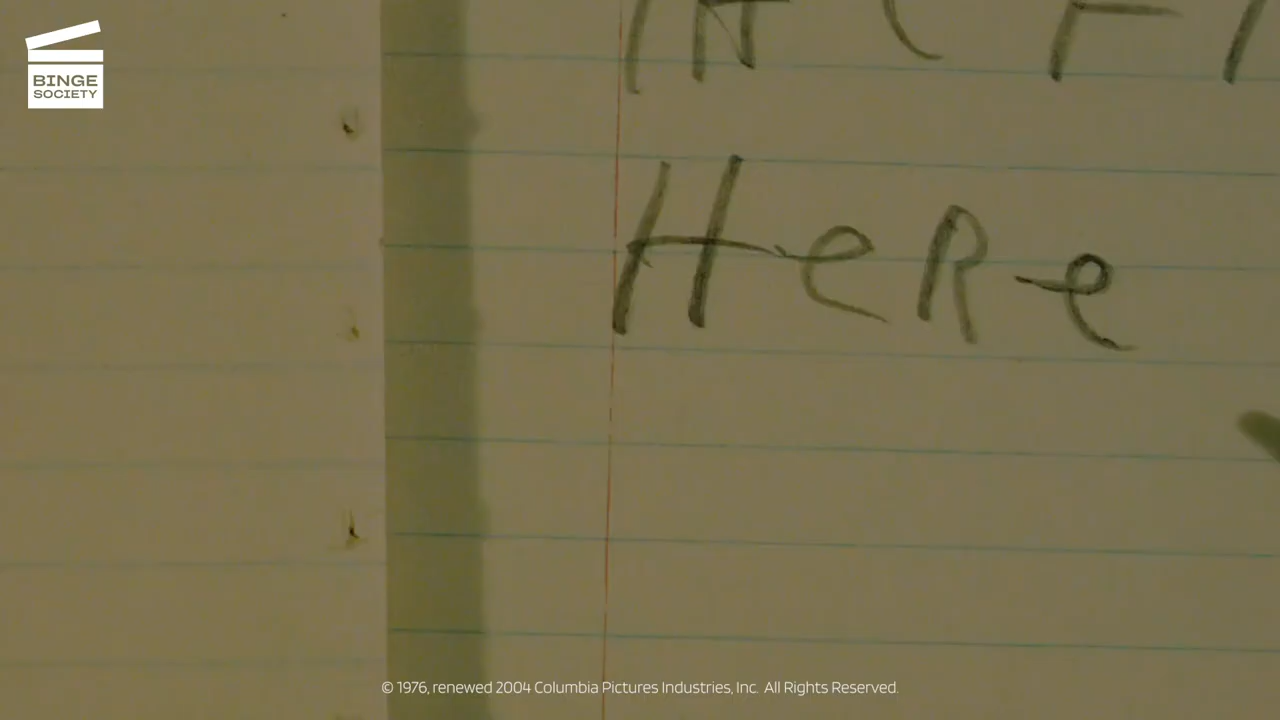 BINGE
SOCIETY
HeRe
© 1976, renewed 2004 Columbia Pictures Industries, Inc. All Rights Reserved.